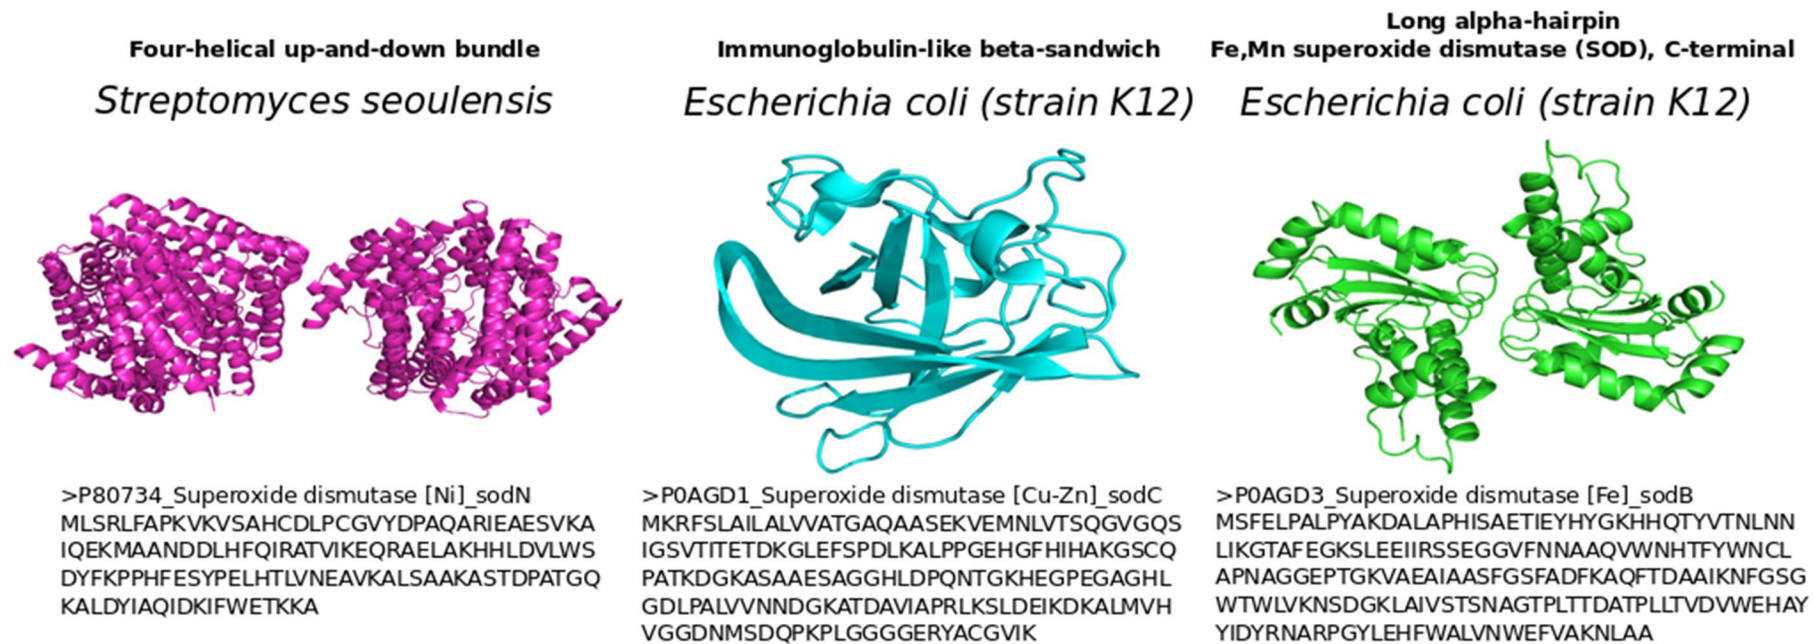 Four-helical up-and-down bundle
Streptomyces seoulensis
>P80734_Superoxide dismutase [Ni]_sodN
MLSRLFAPKVKVSAHCDLPCGVYDPAQARIEAESVKA
IQEKMAANDDLHFQIRATVIKEQRAELAKHHLDVLWS
DYFKPPHFESYPELHTLVNEAVKALSAAKASTDPATGQ
KALDYIAQIDKIFWETKKA
Immunoglobulin-like beta-sandwich
Escherichia coli (strain K12)
>P0AGD1_Superoxide dismutase [Cu-Zn]_sodC
MKRFSLAILALVVATGAQAASEKVEMNLVTSQGVGQS
IGSVTITETDKGLEFSPDLKALPPGEHGFHIHAKGSCQ
PATKDGKASAAESAGGHLDPQNTGKHEGPEGAGHL
GDLPALVVNNDGKATDAVIAPRLKSLDEIKDKALMVH
VGGDNMSDQPKPLGGGGERYACGVIK
Long alpha-hairpin
Fe,Mn superoxide dismutase (SOD), C-terminal
Escherichia coli (strain K12)
>P0AGD3_Superoxide dismutase [Fe]_sodB
MSFELPALPYAKDALAPHISAETIEYHYGKHHQTYVTNLNN
LIKGTAFEGKSLEEIIRSSEGGVFNNAAQVWNHTFYWNCL
APNAGGEPTGKVAEAIAASFGSFADFKAQFTDAAIKNFGSG
WTWLVKNSDGKLAIVSTSNAGTPLTTDATPLLTVDVWEHAY
YIDYRNARPGYLEHFWALVNWEFVAKNLAA